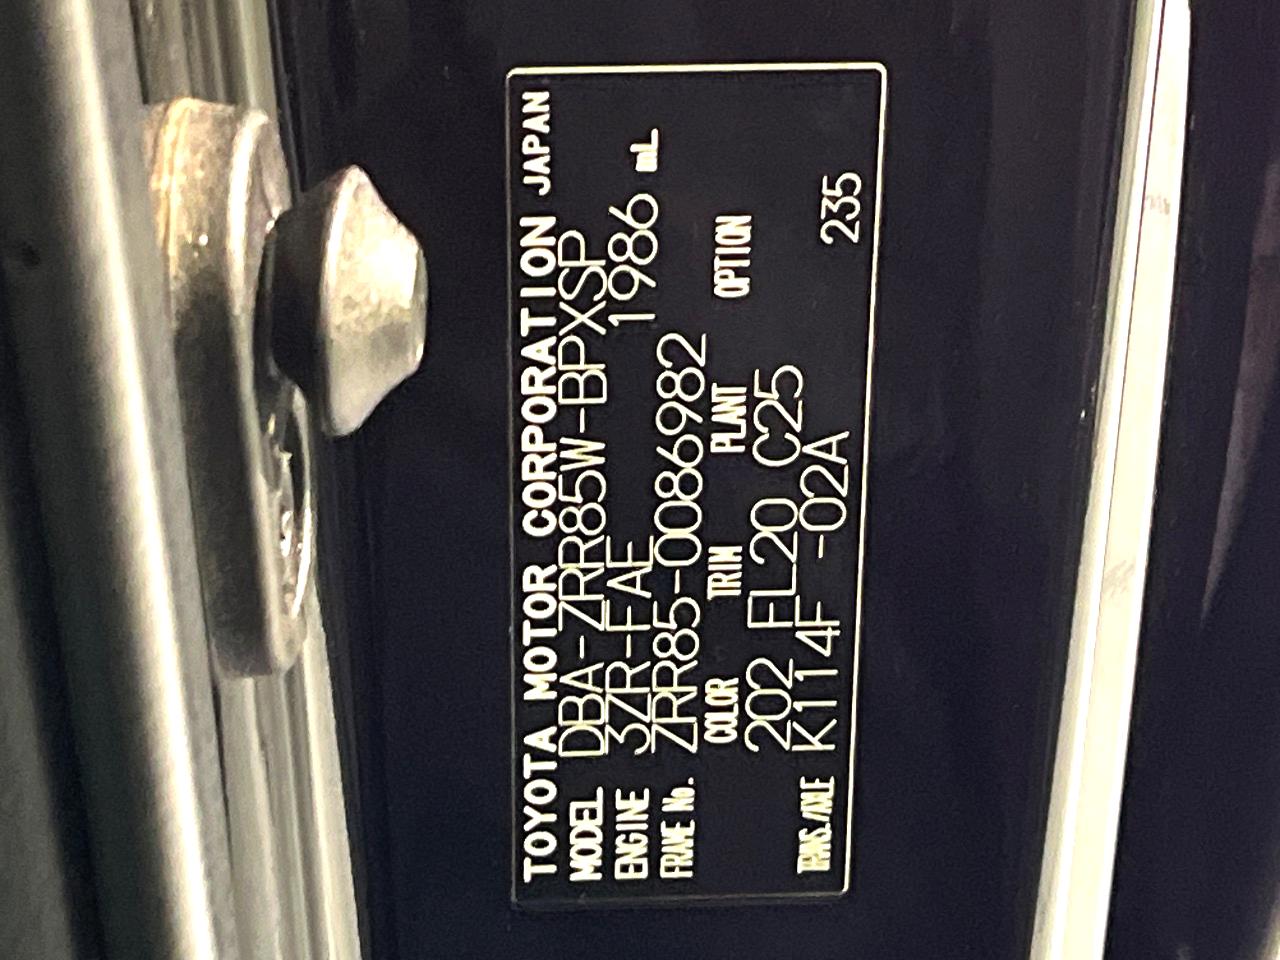 TOYOTA MOTOR CORPORATION JAPAN
MODEL DBA-ZRR85W-BPXSP
ENGINE 3ZR-FAE 1986 mL
FRAME No. ZRR85-0086982
COLOR TRIM PLANT OPTION
202 FL20 C25
TRANS./AXLE K114F -02A 235